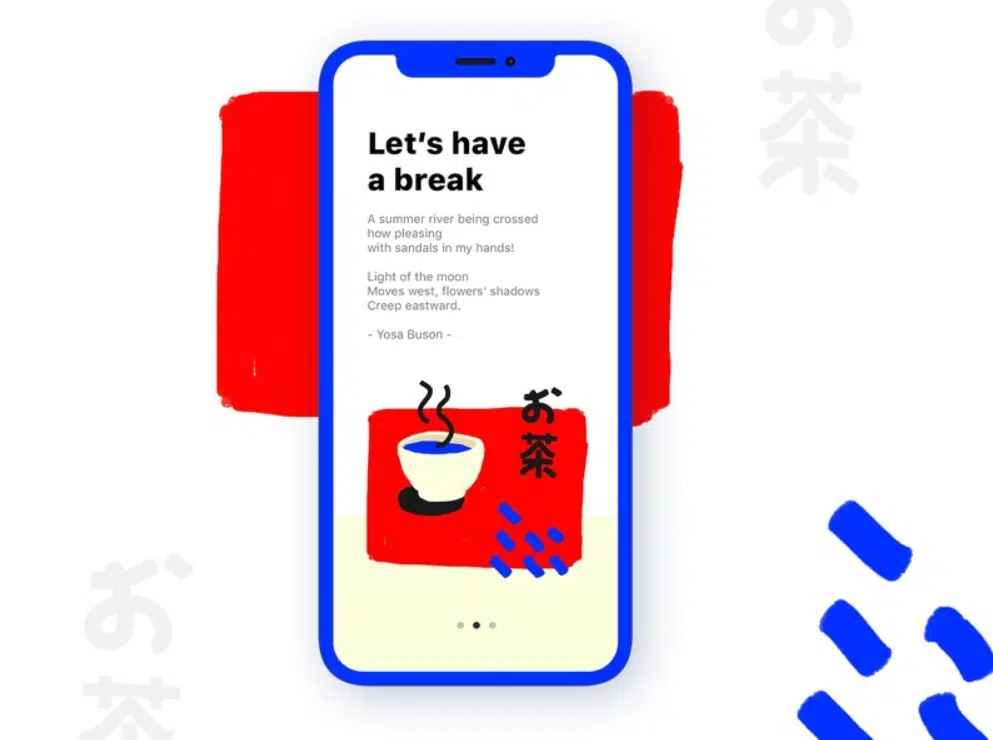 Let’s have
a break
A summer river being crossed
how pleasing
with sandals in my hands!
Light of the moon
Moves west, flowers' shadows
Creep eastward.
- Yosa Buson -
お茶
お茶
お茶